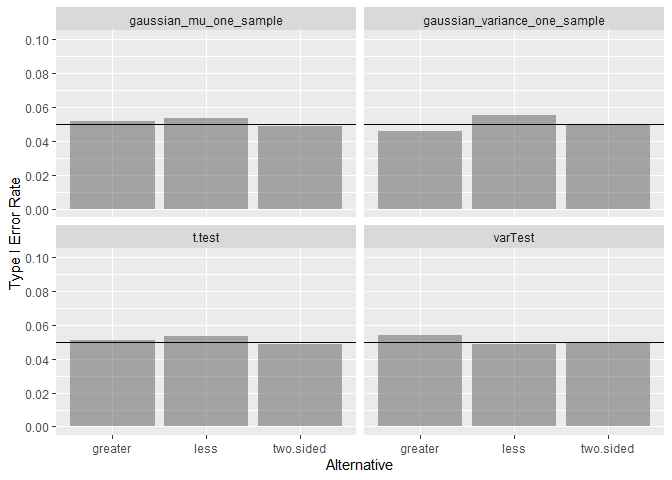 gaussian_mu_one_sample
gaussian_variance_one_sample
0.10
0.08
0.06
0.04
0.02
0.00
Type I Error Rate
t.test
varTest
0.10
0.08
0.06
0.04
0.02
0.00
greater
less
two.sided
greater
less
two.sided
Alternative